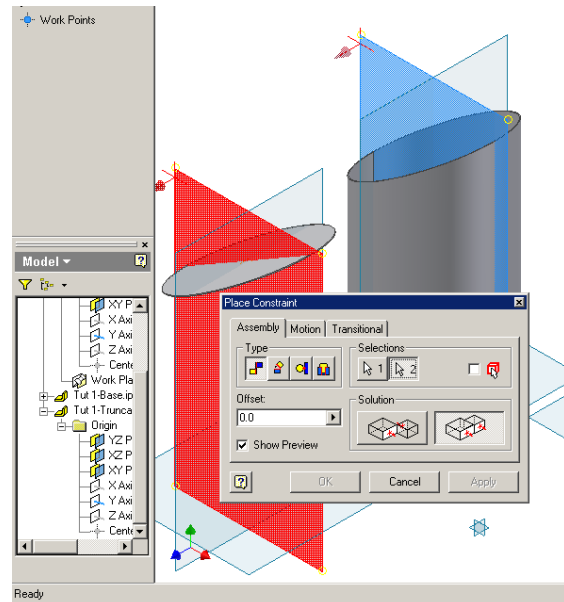 Work Points
Model
XY P
X Axi
Y Axi
Z Axi
Cente
Work Pla
Tut 1-Base.ip
Tut 1-Trunca
Origin
YZ P
XZ P
XY P
X Axi
Y Axi
Z Axi
Cente
Place Constraint
Assembly
Motion
Transitional
Type
Selections
1
2
Offset:
0.0
Solution
Show Preview
?
OK
Cancel
Apply
Ready